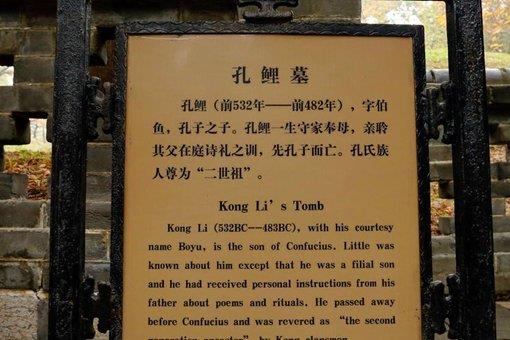 孔鲤墓
孔鲤（前532年——前482年），字伯
鱼，孔子之子。孔鲤一生守家奉母，亲聆
其父在庭诗礼之训，先孔子而亡。孔氏族
人尊为“二世祖”。
Kong Li's Tomb
Kong Li (532BC——483BC), with his courtesy
name Boyu, is the son of Confucius. Little was
known about him except that he was a filial son
and he had received personal instructions from his
father about poems and rituals. He passed away
before Confucius and was revered as “the second
generation ancestor” by Kong clansmen.